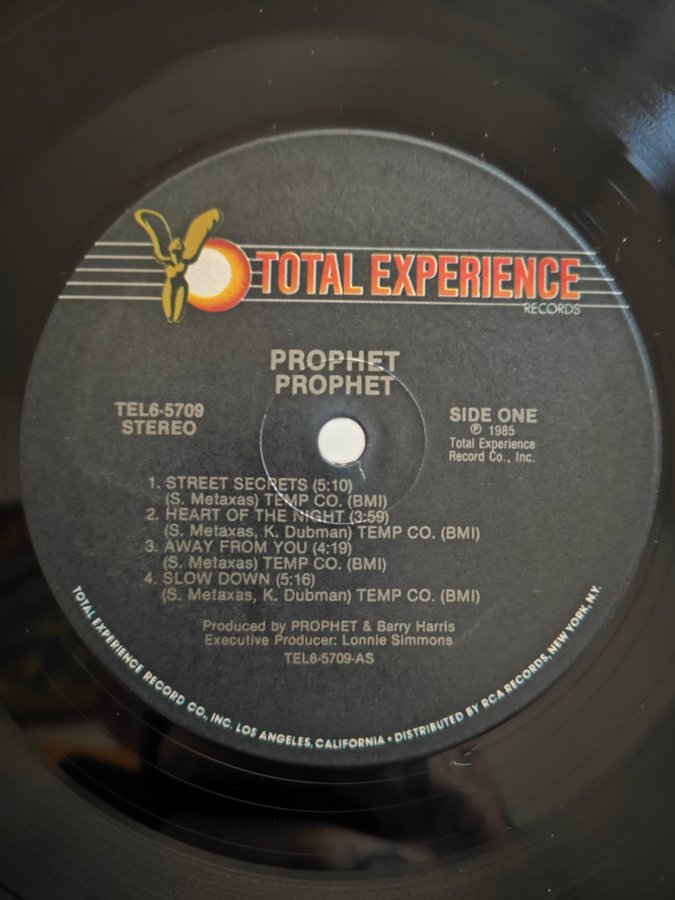 TOTAL EXPERIENCE
RECORDS
PROPHET
PROPHET
TEL6-5709
STEREO
SIDE ONE
℗ 1985
Total Experience
Record Co., Inc.
1. STREET SECRETS (5:10)
(S. Metaxas) TEMP CO. (BMI)
2. HEART OF THE NIGHT (3:59)
(S. Metaxas, K. Dubman) TEMP CO. (BMI)
3. AWAY FROM YOU (4:19)
(S. Metaxas) TEMP CO. (BMI)
4. SLOW DOWN (5:16)
(S. Metaxas, K. Dubman) TEMP CO. (BMI)
Produced by PROPHET & Barry Harris
Executive Producer: Lonnie Simmons
TEL6-5709-AS
TOTAL EXPERIENCE RECORD CO., INC. LOS ANGELES, CALIFORNIA • DISTRIBUTED BY RCA RECORDS, NEW YORK, N.Y.